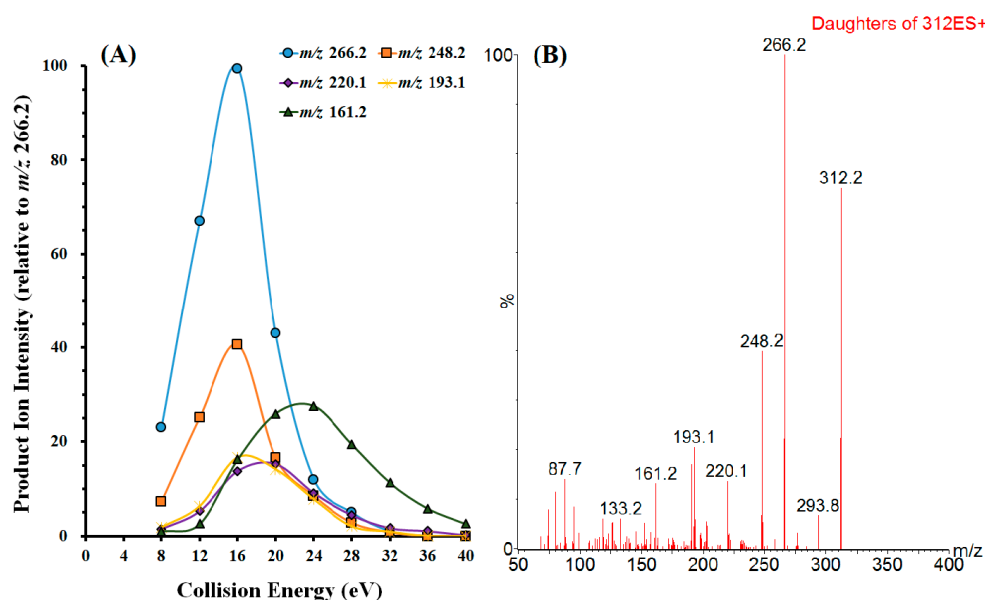 Daughters of 312ES+
(A)
m/z 266.2
m/z 248.2
m/z 220.1
m/z 193.1
m/z 161.2
Product Ion Intensity (relative to m/z 266.2)
100
80
60
40
20
0
0 4 8 12 16 20 24 28 32 36 40
Collision Energy (eV)
(B)
100
%
0
266.2
312.2
248.2
193.1
87.7
161.2
220.1
133.2
293.8
50 100 150 200 250 300 350 400
m/z